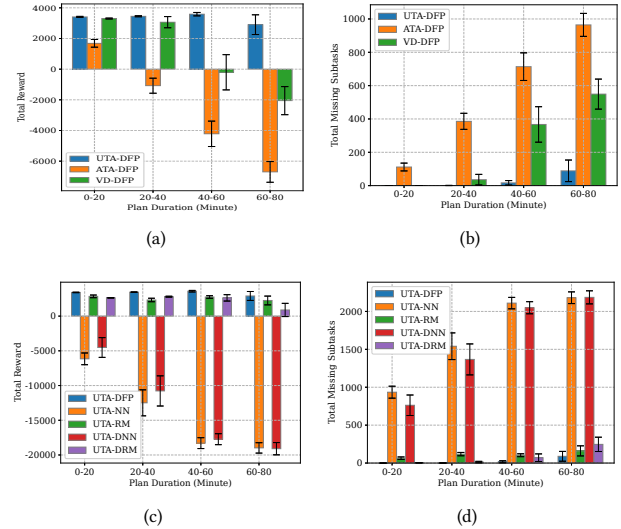 4000
2000
0
-2000
-4000
-6000
Total Reward
UTA-DFP
ATA-DFP
VD-DFP
0-20
20-40
40-60
60-80
Plan Duration (Minute)
(a)
1000
800
600
400
200
0
Total Missing Subtasks
UTA-DFP
ATA-DFP
VD-DFP
0-20
20-40
40-60
60-80
Plan Duration (Minute)
(b)
0
-5000
-10000
-15000
-20000
Total Reward
UTA-DFP
UTA-NN
UTA-RM
UTA-DNN
UTA-DRM
0-20
20-40
40-60
60-80
Plan Duration (Minute)
(c)
2000
1500
1000
500
0
Total Missing Subtasks
UTA-DFP
UTA-NN
UTA-RM
UTA-DNN
UTA-DRM
0-20
20-40
40-60
60-80
Plan Duration (Minute)
(d)